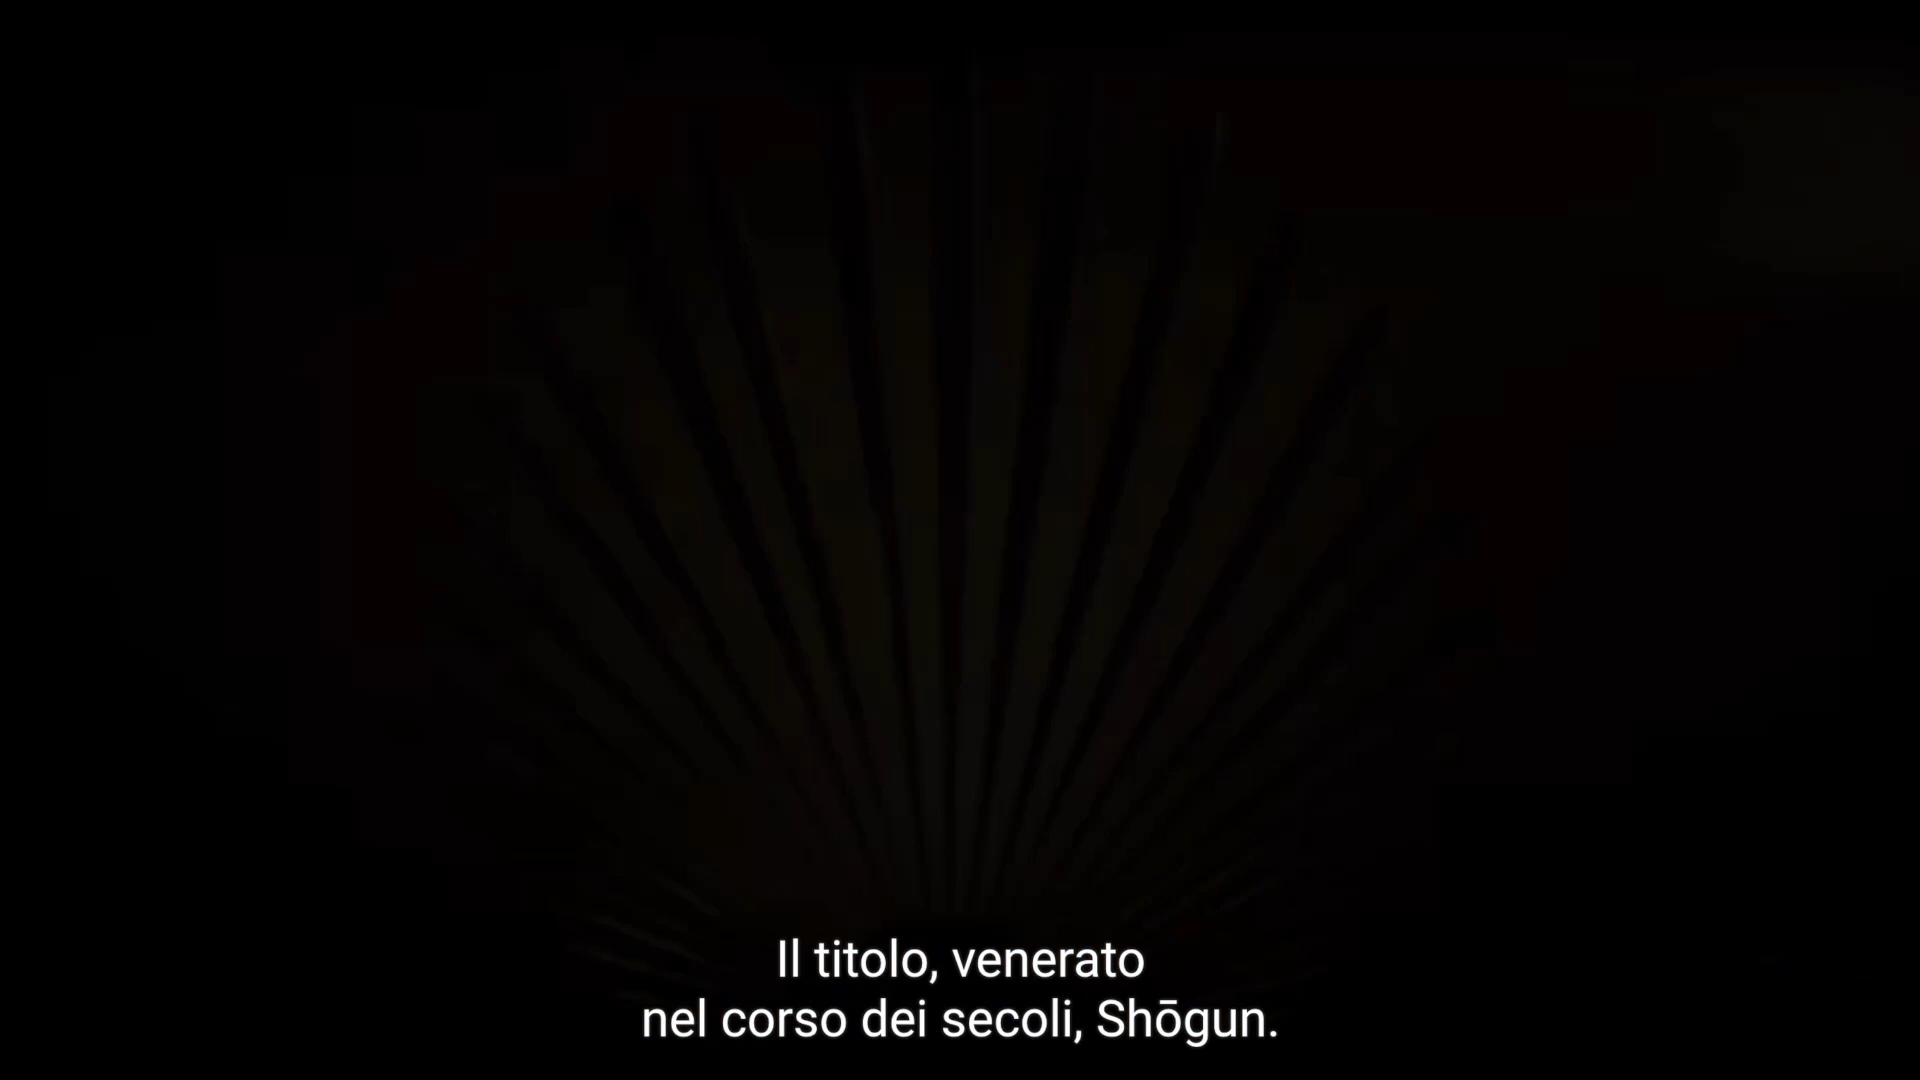 Il titolo, venerato
nel corso dei secoli, Shōgun.